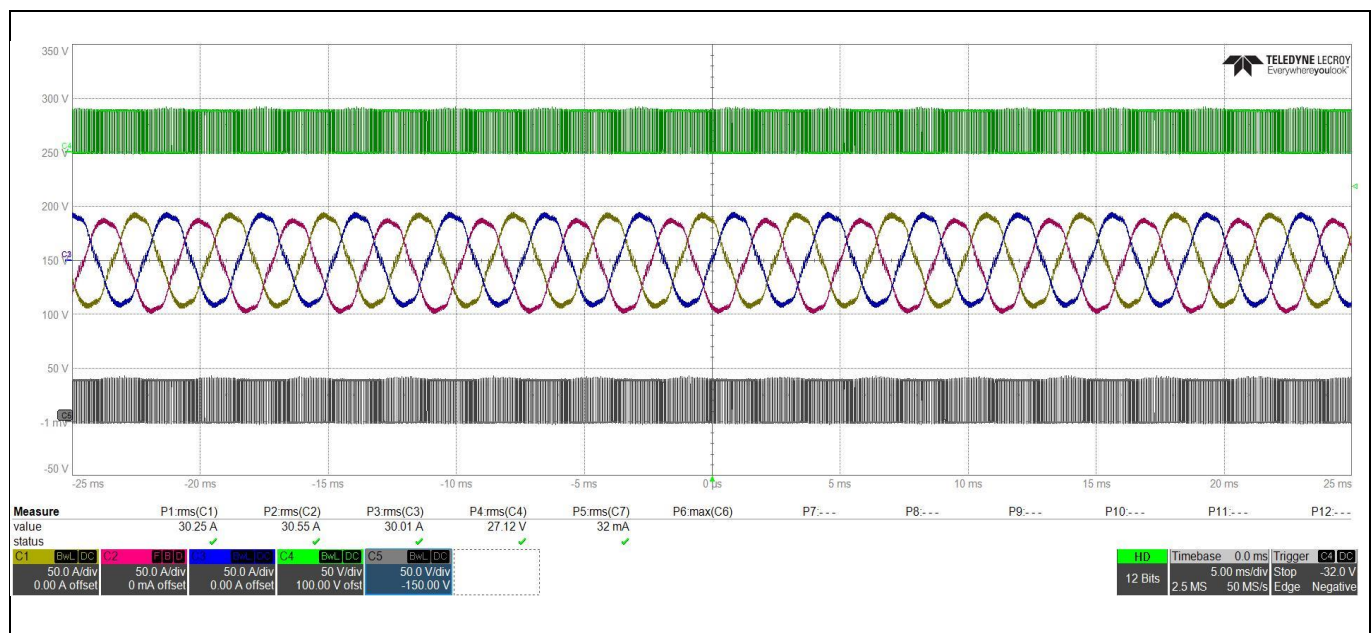 350 V
TELEDYNE LECROY
Everywhereyoulook
300 V
C4
250 V
200 V
150 V
100 V
50 V
C5
-1 mV
-50 V
-25 ms -20 ms -15 ms -10 ms -5 ms 0 µs 5 ms 10 ms 15 ms 20 ms 25 ms
Measure P1:rms(C1) P2:rms(C2) P3:rms(C3) P4:rms(C4) P5:rms(C7) P6:max(C6) P7:- - - P8:- - - P9:- - - P10:- - - P11:- - - P12:- - -
value 30.25 A 30.55 A 30.01 A 27.12 V 32 mA
status
C1 BwL DC C2 F B D C3 BwL DC C4 BwL DC C5 BwL DC HD Timebase 0.0 ms Trigger C4 DC
50.0 A/div 50.0 A/div 50.0 A/div 50 V/div 50.0 V/div 12 Bits 5.00 ms/div Stop -32.0 V
0.00 A offset 0 mA offset 0.00 A offset 100.00 V ofst -150.00 V 2.5 MS 50 MS/s Edge Negative